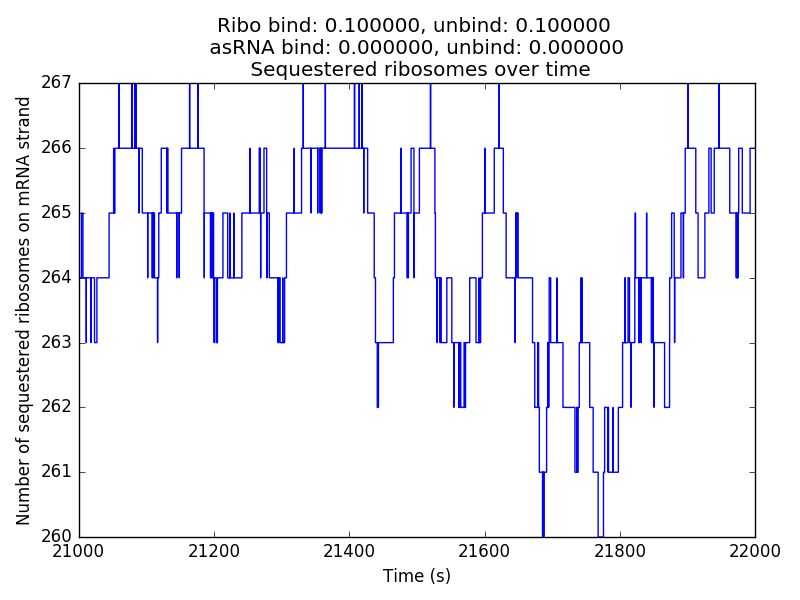 Ribo bind: 0.100000, unbind: 0.100000
asRNA bind: 0.000000, unbind: 0.000000
Sequestered ribosomes over time
Number of sequestered ribosomes on mRNA strand
267
266
265
264
263
262
261
260
21000 21200 21400 21600 21800 22000
Time (s)